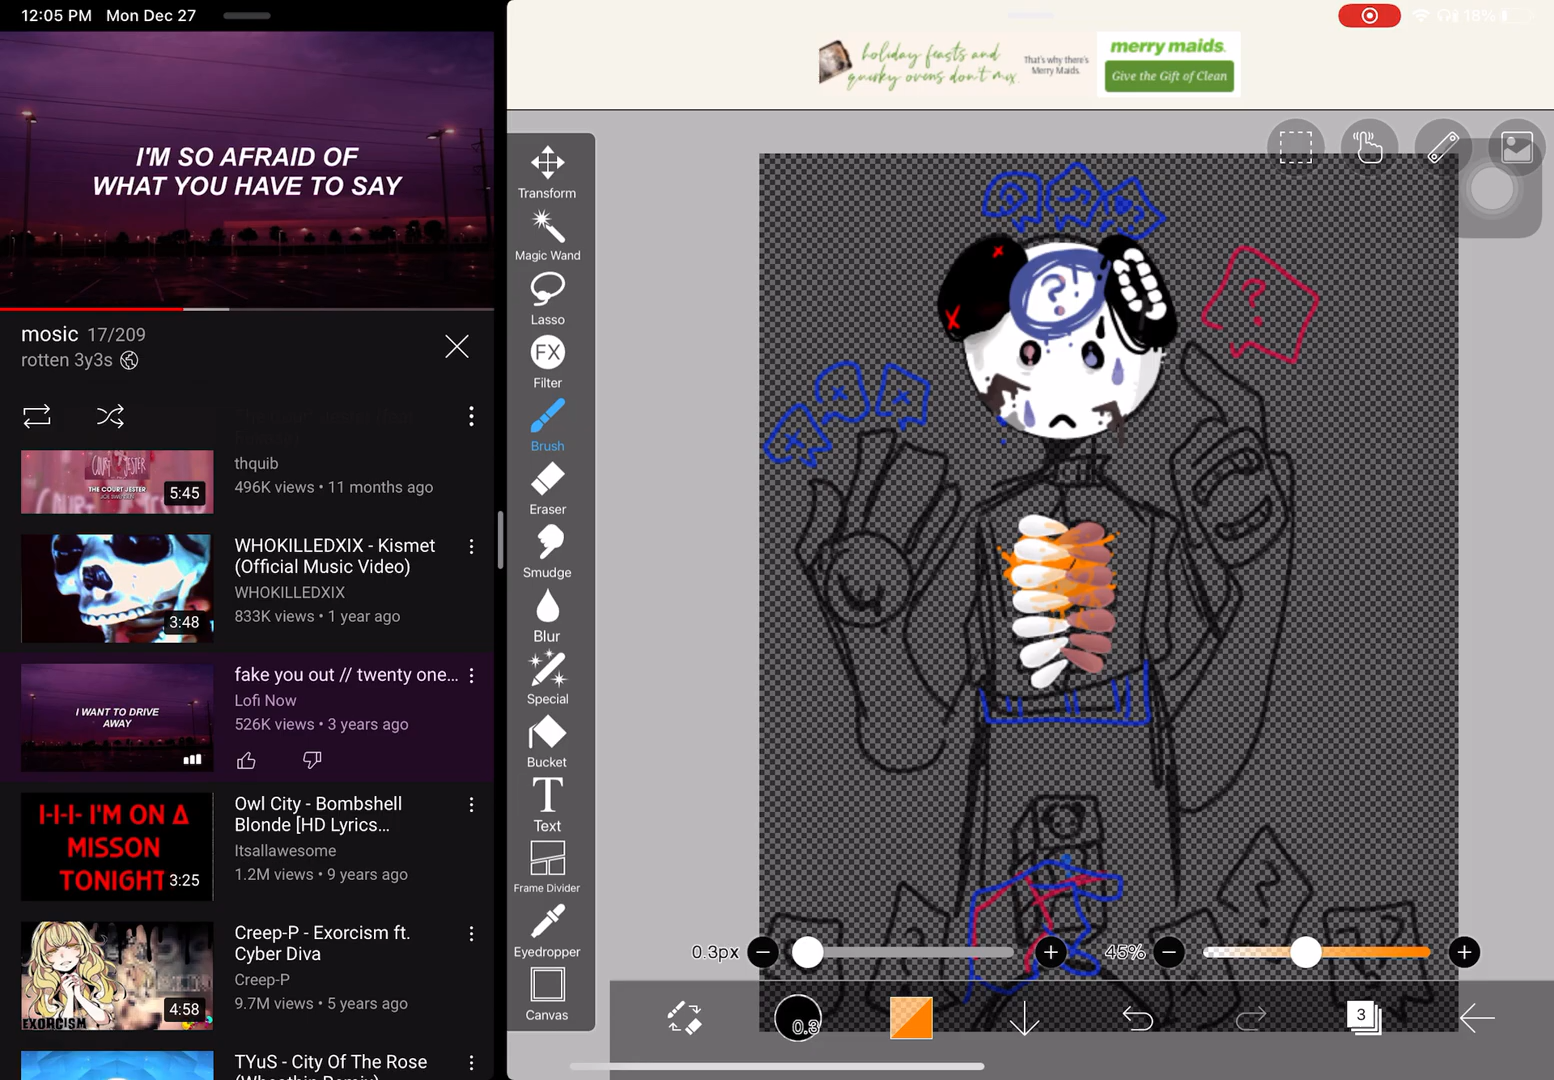 12:05 PM Mon Dec 27
18%
I'M SO AFRAID OF
WHAT YOU HAVE TO SAY
mosic 17/209
rotten 3y3s
thquib
496K views • 11 months ago
THE COURT JESTER
5:45
WHOKILLEDXIX - Kismet
(Official Music Video)
WHOKILLEDXIX
833K views • 1 year ago
3:48
fake you out // twenty one...
Lofi Now
526K views • 3 years ago
I WANT TO DRIVE
AWAY
Owl City - Bombshell
Blonde [HD Lyrics...
Itsallawesome
1.2M views • 9 years ago
I-I-I- I'M ON Δ
MISSON
TONIGHT
3:25
Creep-P - Exorcism ft.
Cyber Diva
Creep-P
9.7M views • 5 years ago
EXORCISM
4:58
TYuS - City Of The Rose
holiday feasts and
quirky ovens don't mix.
That's why there's
Merry Maids.
merry maids.
Give the Gift of Clean
Transform
Magic Wand
Lasso
FX
Filter
Brush
Eraser
Smudge
Blur
Special
Bucket
T
Text
Frame Divider
Eyedropper
Canvas
?
?
0.3px
45%
0.3
3